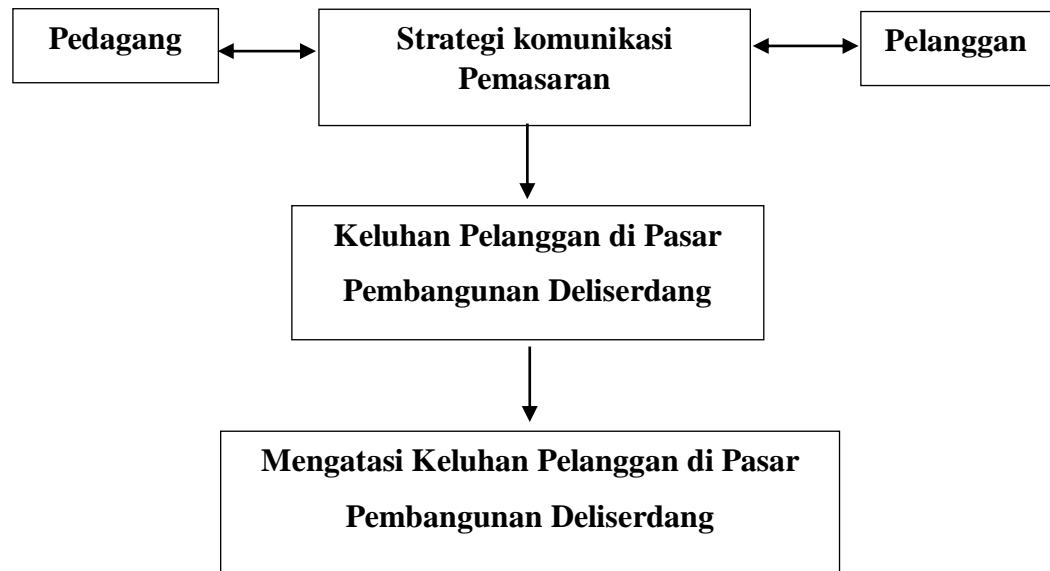 Pedagang
Strategi komunikasi
Pemasaran
Pelanggan
Keluhan Pelanggan di Pasar
Pembangunan Deliserdang
Mengatasi Keluhan Pelanggan di Pasar
Pembangunan Deliserdang